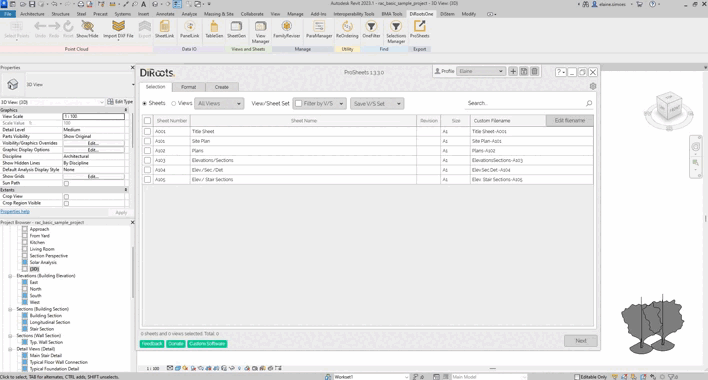 Autodesk Revit 2023.1 - rac_basic_sample_project - 3D View: {3D}
File Architecture Structure Steel Precast Systems Insert Annotate Analyze Massing & Site Collaborate View Manage Add-Ins Interoperability Tools BIMA Tools DiRootsOne DiStem Modify
Undo Redo Reset Show/Hide Import DXF File SheetLink ParaLink TableGen SheetGen View Manager FamilyReviser ParaManager ReOrdering OneFilter Selections Manager ProSheets
Point Cloud Data IO Views and Sheets Manage Utility Find Export
Properties
3D View
3D View: {3D} Edit Type
Graphics
View Scale 1 : 100
Scale Value 1: 100
Detail Level Medium
Parts Visibility Show Original
Visibility/Graphics Overrides Edit...
Graphic Display Options Edit...
Discipline Architectural
Show Hidden Lines By Discipline
Default Analysis Display Style None
Show Grids Edit...
Sun Path
Extents
Crop View
Crop Region Visible
Properties help Apply
Project Browser - rac_basic_sample_project
Approach
From Yard
Kitchen
Living Room
Section Perspective
Solar Analysis
{3D}
Elevations (Building Elevation)
East
North
South
West
Sections (Building Section)
Building Section
Longitudinal Section
Stair Section
Sections (Wall Section)
Typ. Wall Section
Detail Views (Detail)
Main Stair Detail
Typical Floor Wall Connection
Typical Foundation Detail
DiRoots. ProSheets 1.3.3.0 Profile Elaine
Selection Format Create
Sheets Views All Views View/Sheet Set Filter by V/S Save V/S Set Search...
Sheet Number Sheet Name Revision Size Custom Filename Edit filename
A001 Title Sheet A1 Title Sheet-A001
A101 Site Plan A1 Site Plan-A101
A102 Plans A1 Plans-A102
A103 Elevations/Sections A1 ElevationsSections-A103
A104 Elev./Sec./Det. A1 Elev.Sec.Det.-A104
A105 Elev./ Stair Sections A1 Elev. Stair Sections-A105
0 sheets and 0 views selected. Total: 0
Feedback Donate Custom Software Next
1 : 100
Click to select, TAB for alternates, CTRL adds, SHIFT unselects. Workset1 Main Model Editable Only